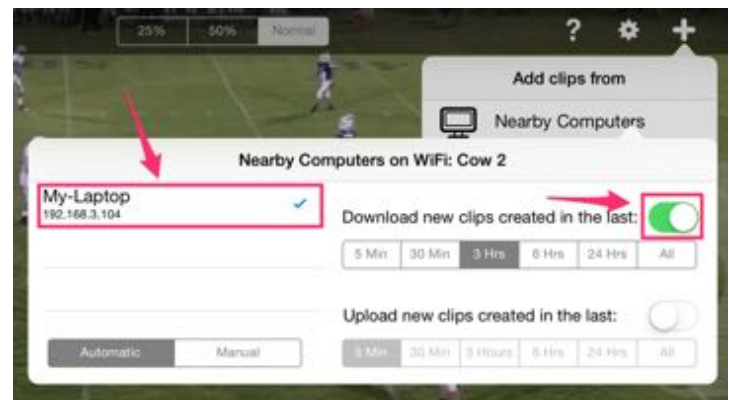 25% 50% Normal ?
Add clips from
Nearby Computers
Nearby Computers on WiFi: Cow 2
My-Laptop
192.168.3.104
Download new clips created in the last:
5 Min 30 Min 3 Hrs 6 Hrs 24 Hrs All
Upload new clips created in the last:
Automatic Manual 5 Min 30 Min 3 Hours 6 Hrs 24 Hrs All